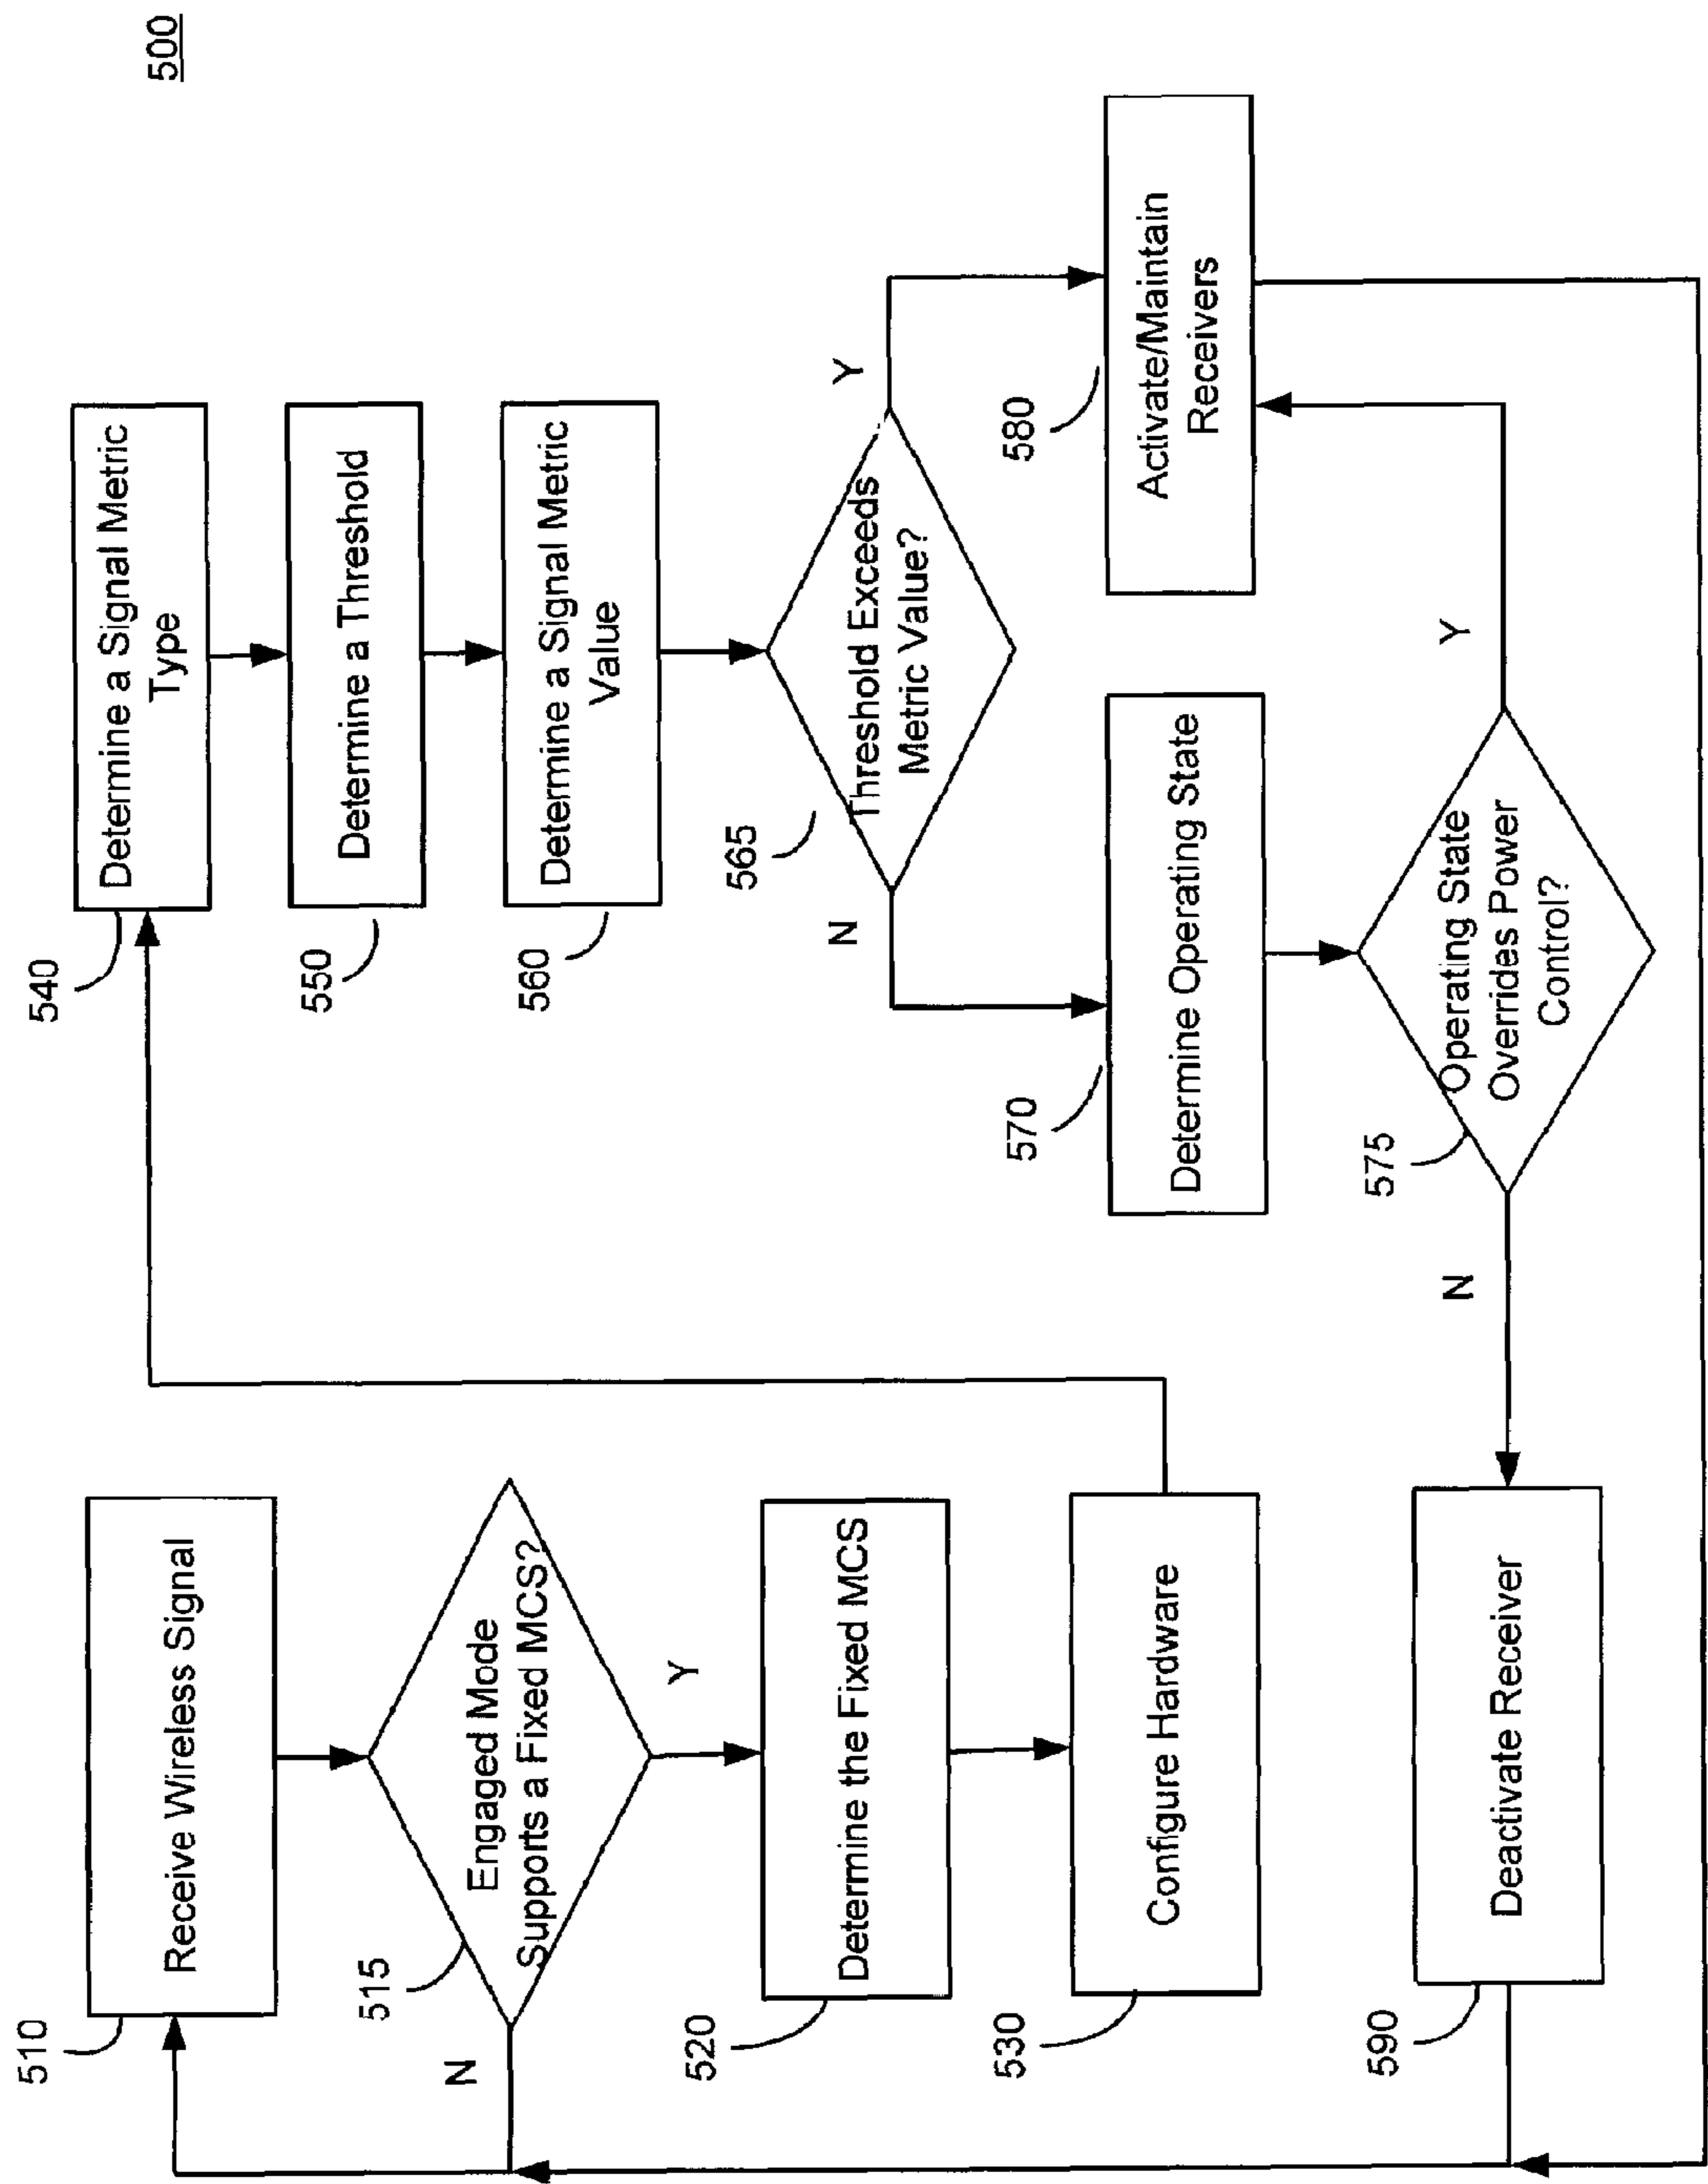 500
510
Receive Wireless Signal
515
Engaged Mode
Supports a Fixed MCS?
N
Y
520
Determine the Fixed MCS
530
Configure Hardware
540
Determine a Signal Metric
Type
550
Determine a Threshold
560
Determine a Signal Metric
Value
565
Threshold Exceeds
Metric Value?
N
Y
570
Determine Operating State
575
Operating State
Overrides Power
Control?
N
Y
580
Activate/Maintain
Receivers
590
Deactivate Receiver